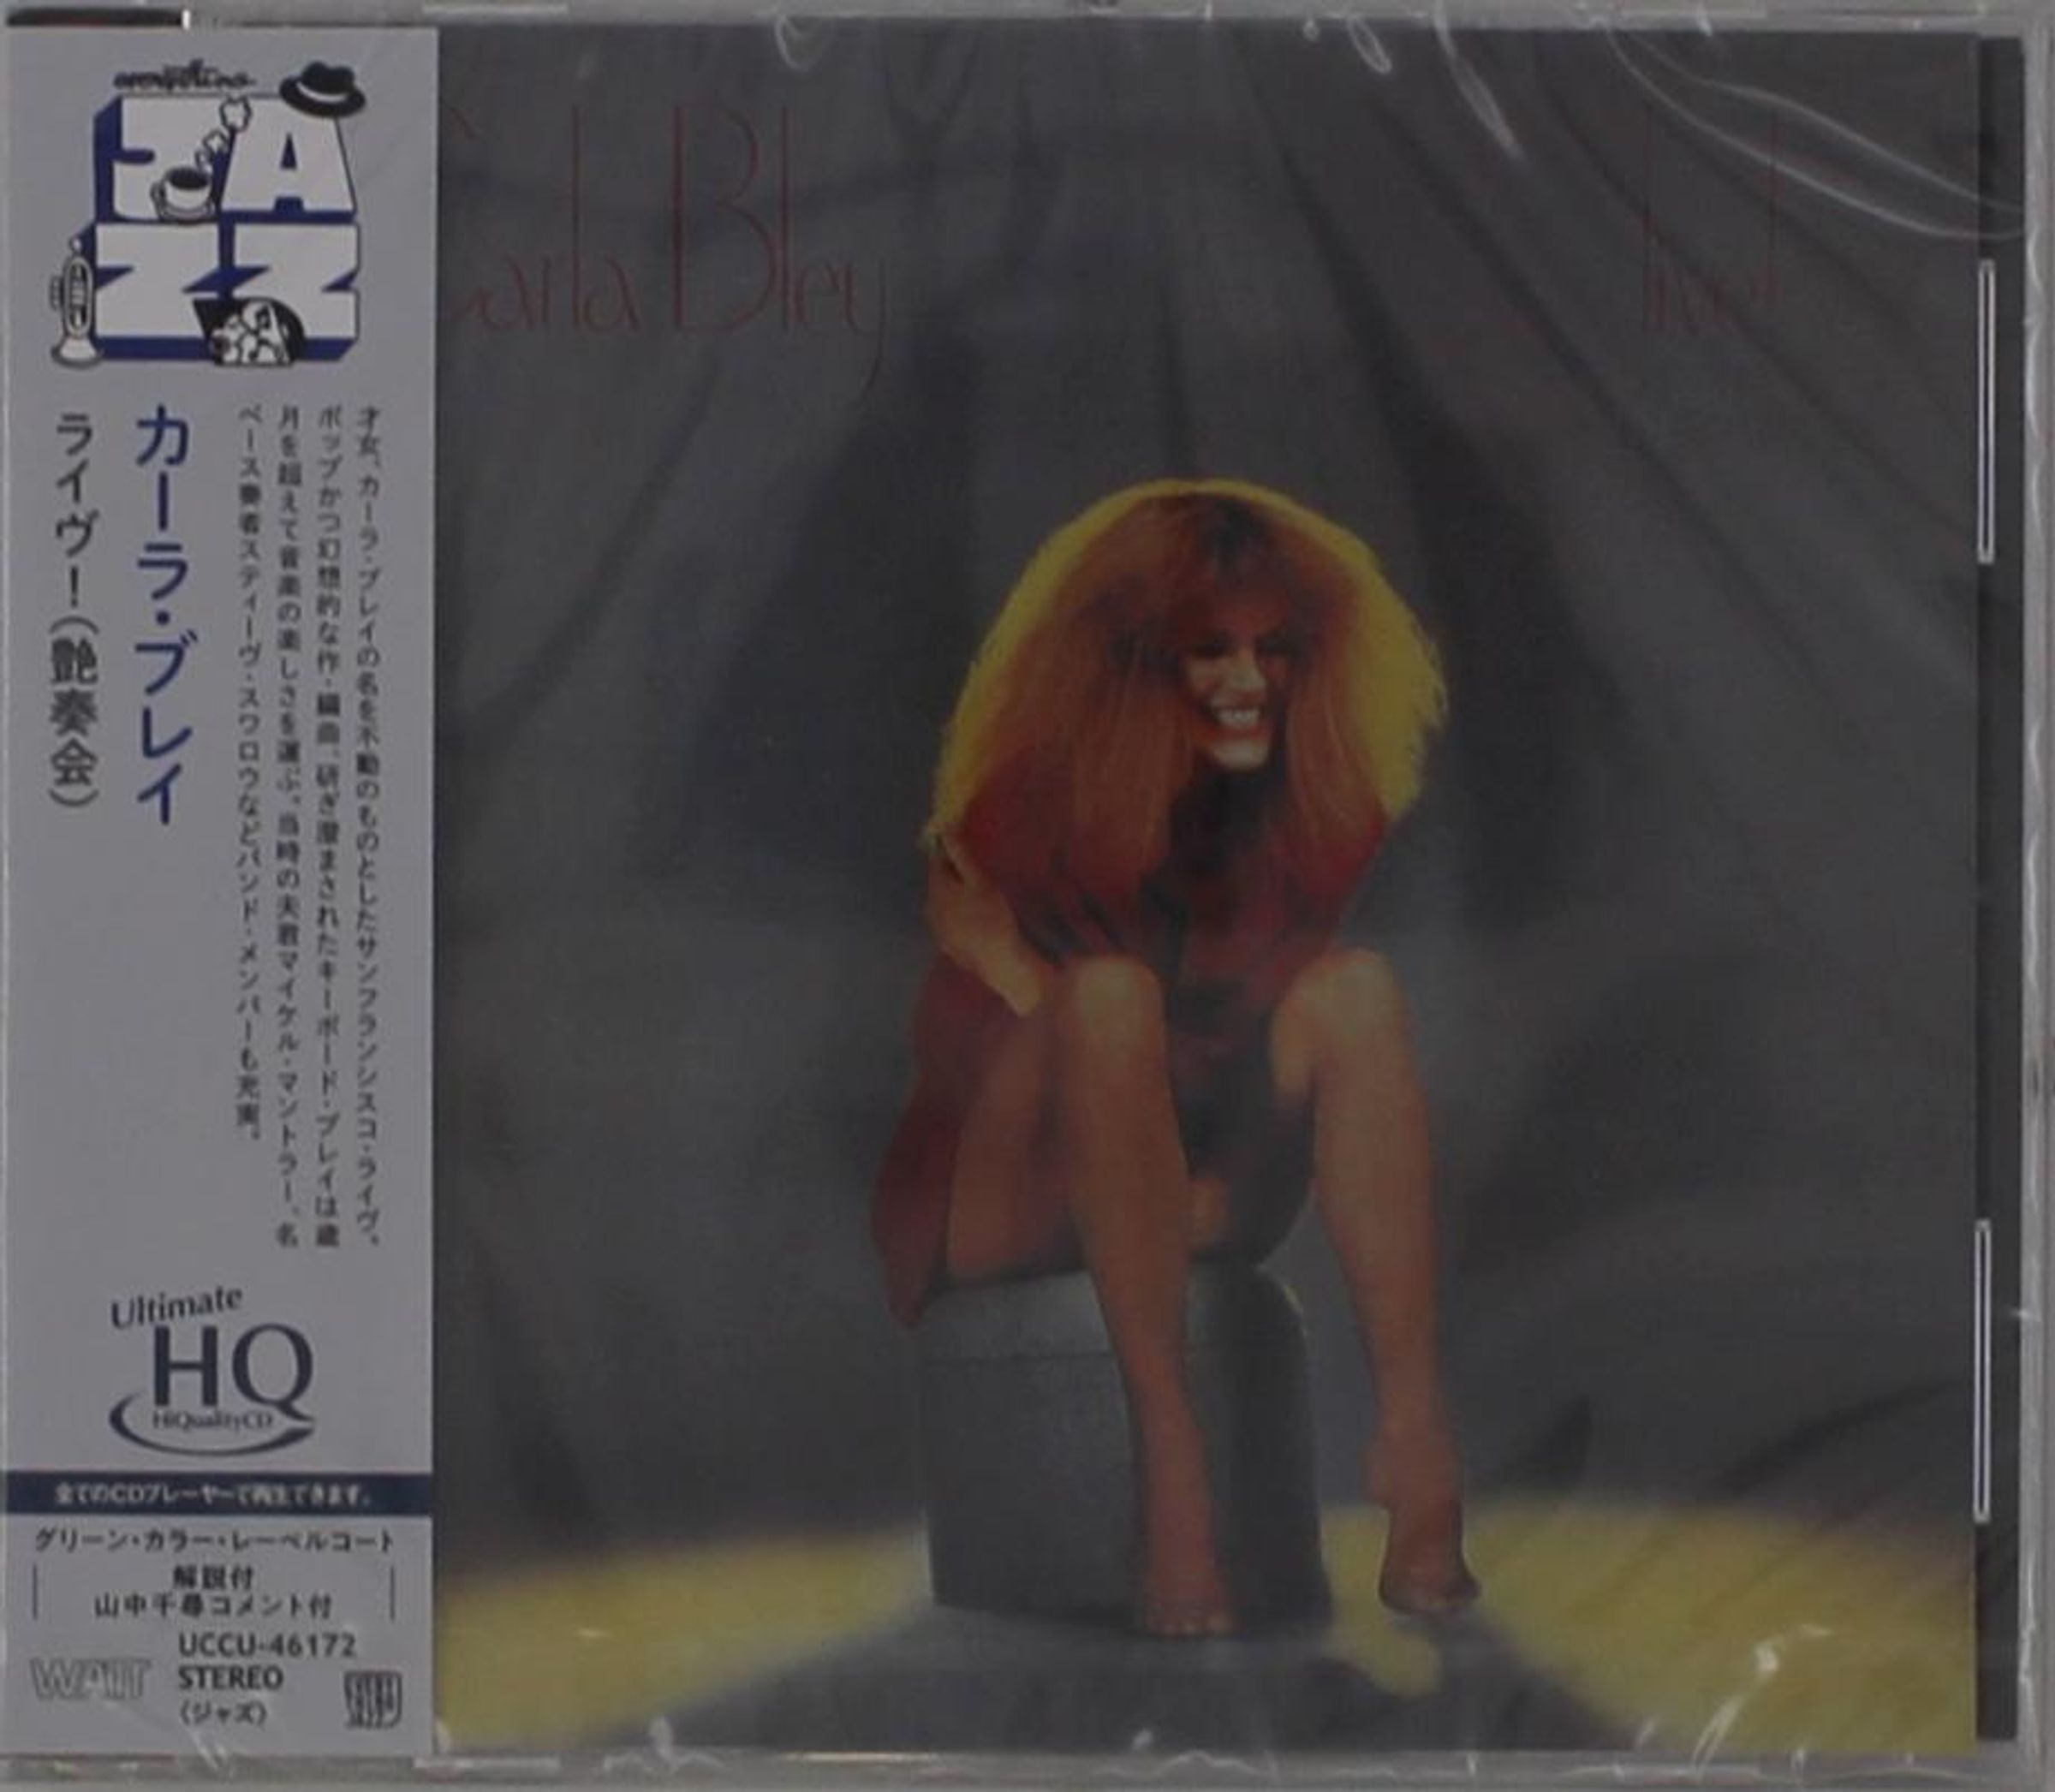 JAZZ
カーラ・ブレイ
ライヴ!(艶奏会)
才女、カーラ・ブレイの名を不動のものとしたサンフランシスコ・ライヴ。
ポップかつ幻想的な作・編曲、研ぎ澄まされたキーボード・プレイは歳
月を超えて音楽の楽しさを運ぶ。当時の夫君マイケル・マントラー、名
ベース奏者スティーヴ・スワロウなどバンド・メンバーも充実。
Ultimate
HQ
HiQualityCD
全てのCDプレーヤーで再生できます。
グリーン・カラー・レーベルコート
解説付
山中千尋コメント付
UCCU-46172
WATT
STEREO
(ジャズ)
Carla Bley
live!